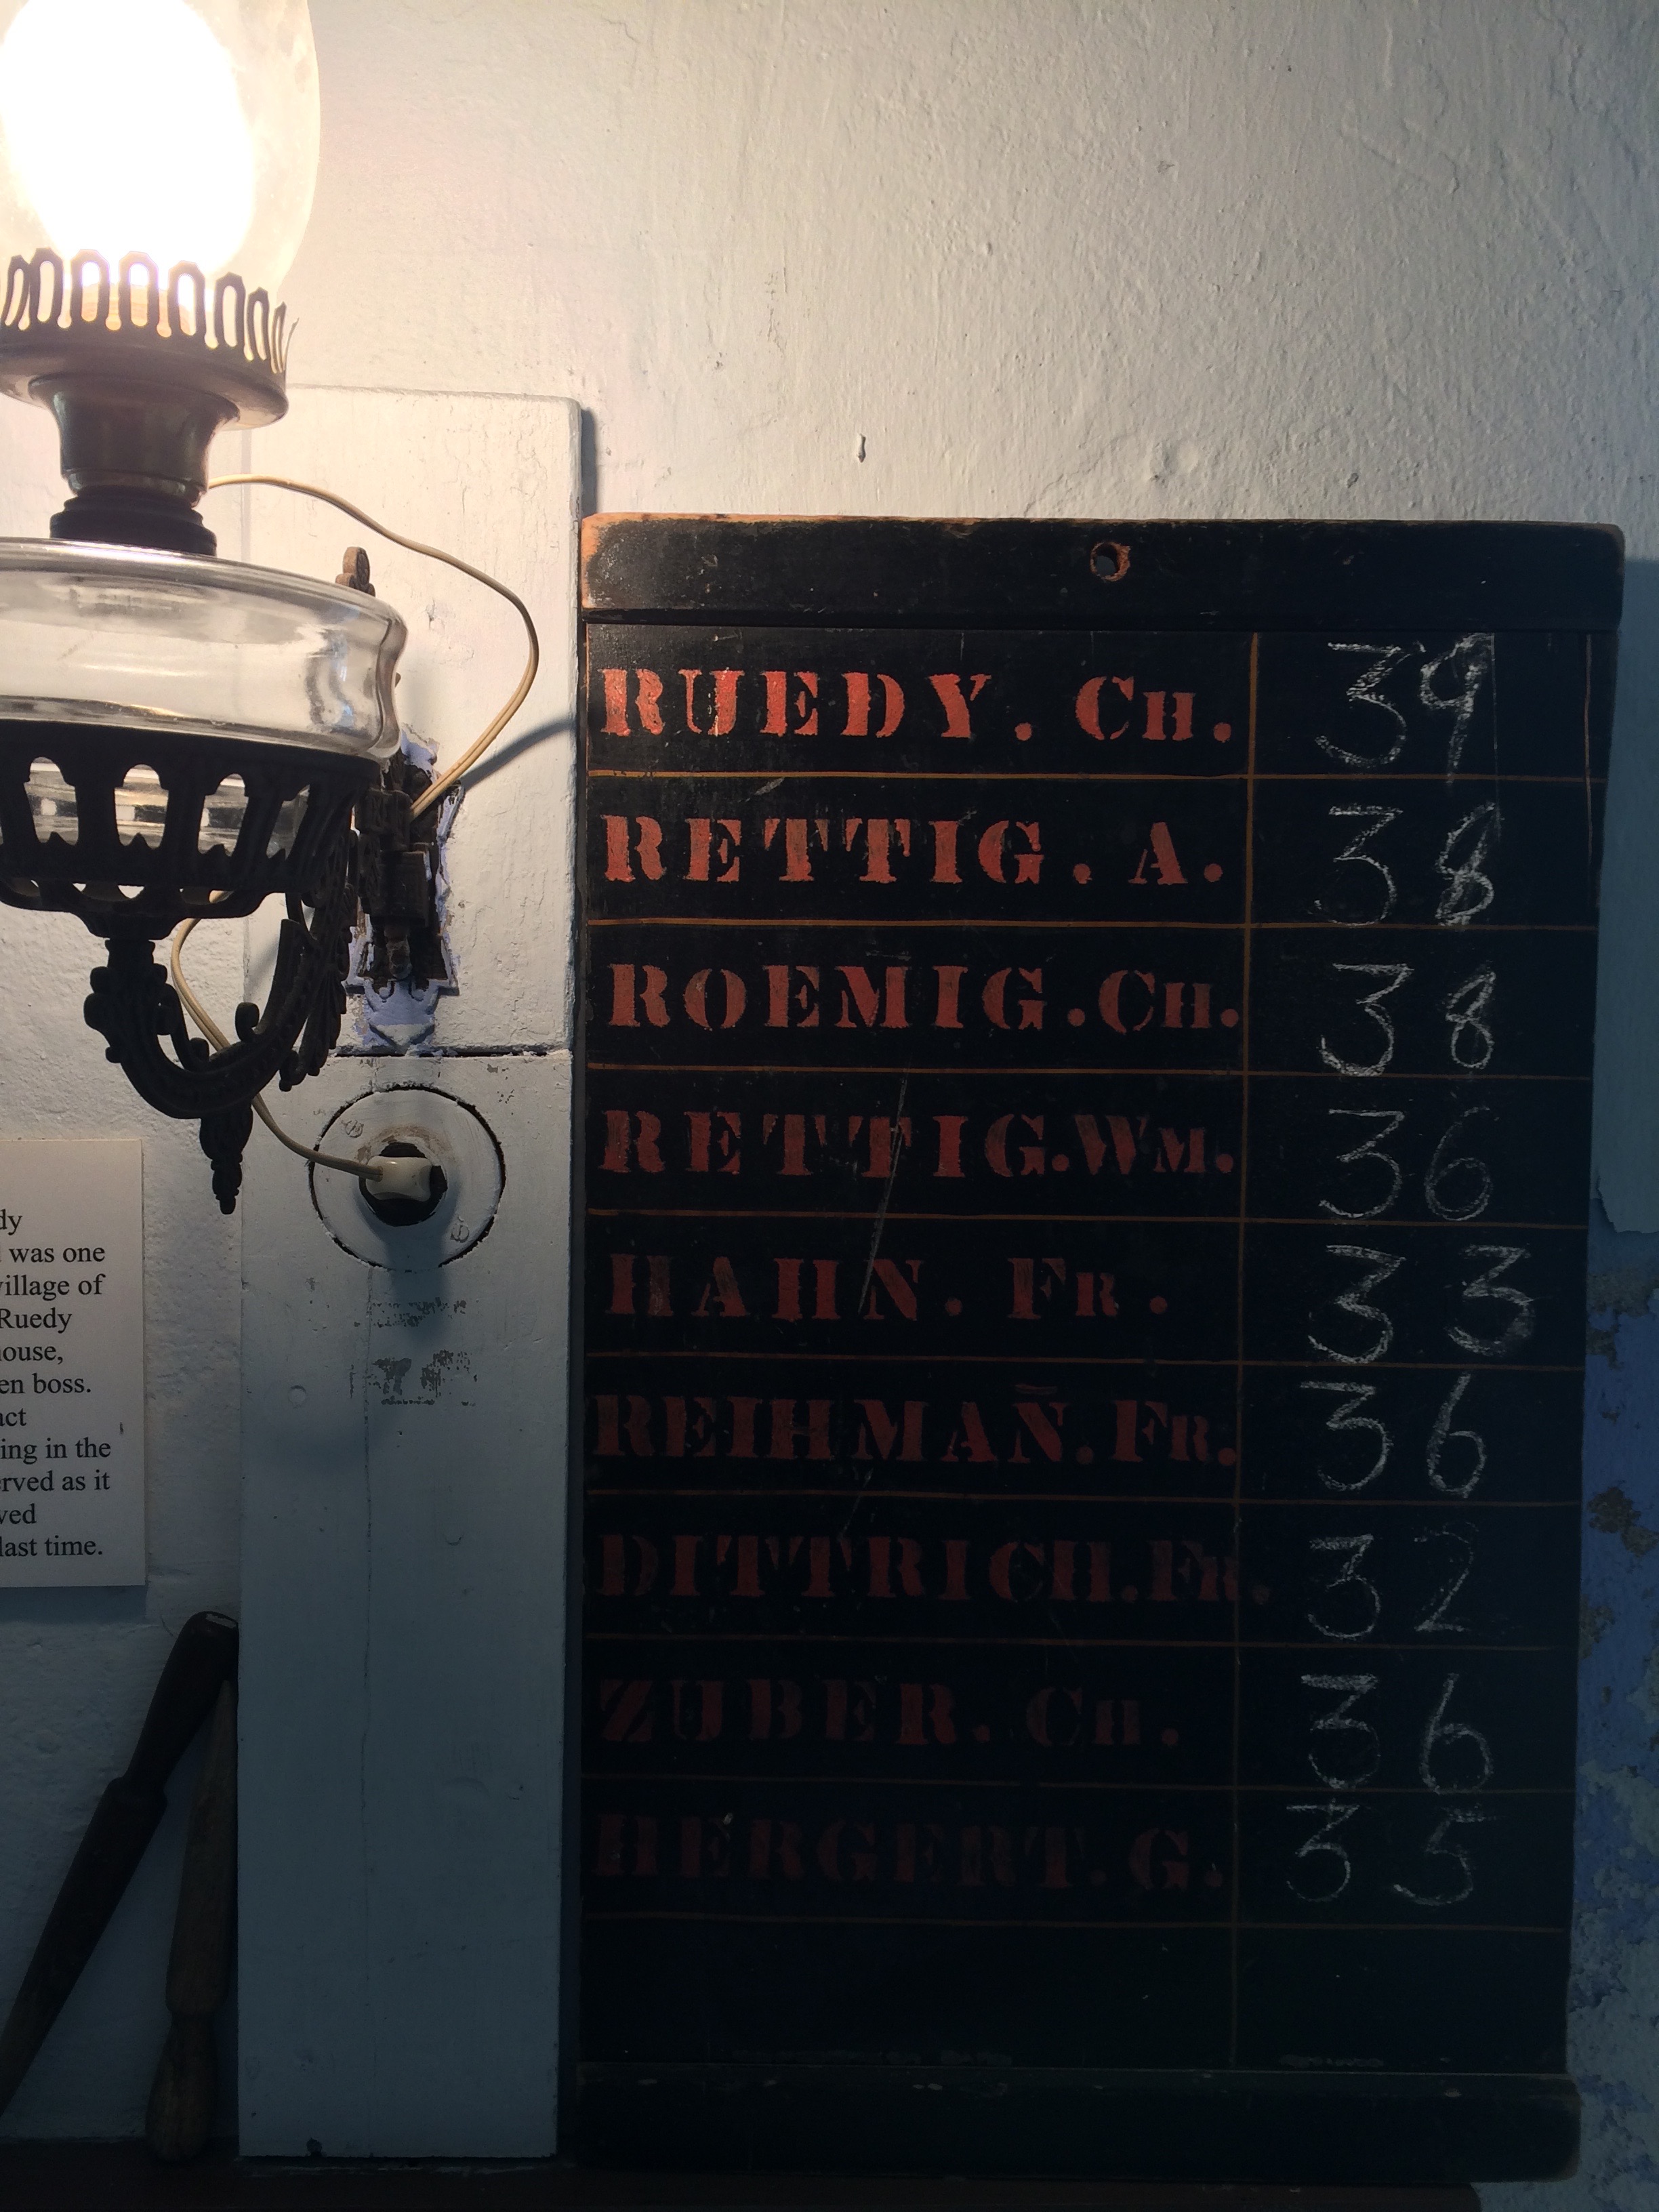 RUEDY. CH. 39
RETTIG. A. 38
ROEMIG. CH. 38
RETTIG. WM. 36
HAHN. FR. 33
REIHMAN̄. FR. 36
DITTRICH. FR. 32
ZUBER. CH. 36
HERGERT. G. 35
dy
was one
village of
Ruedy
house,
en boss.
act
ing in the
erved as it
ved
last time.